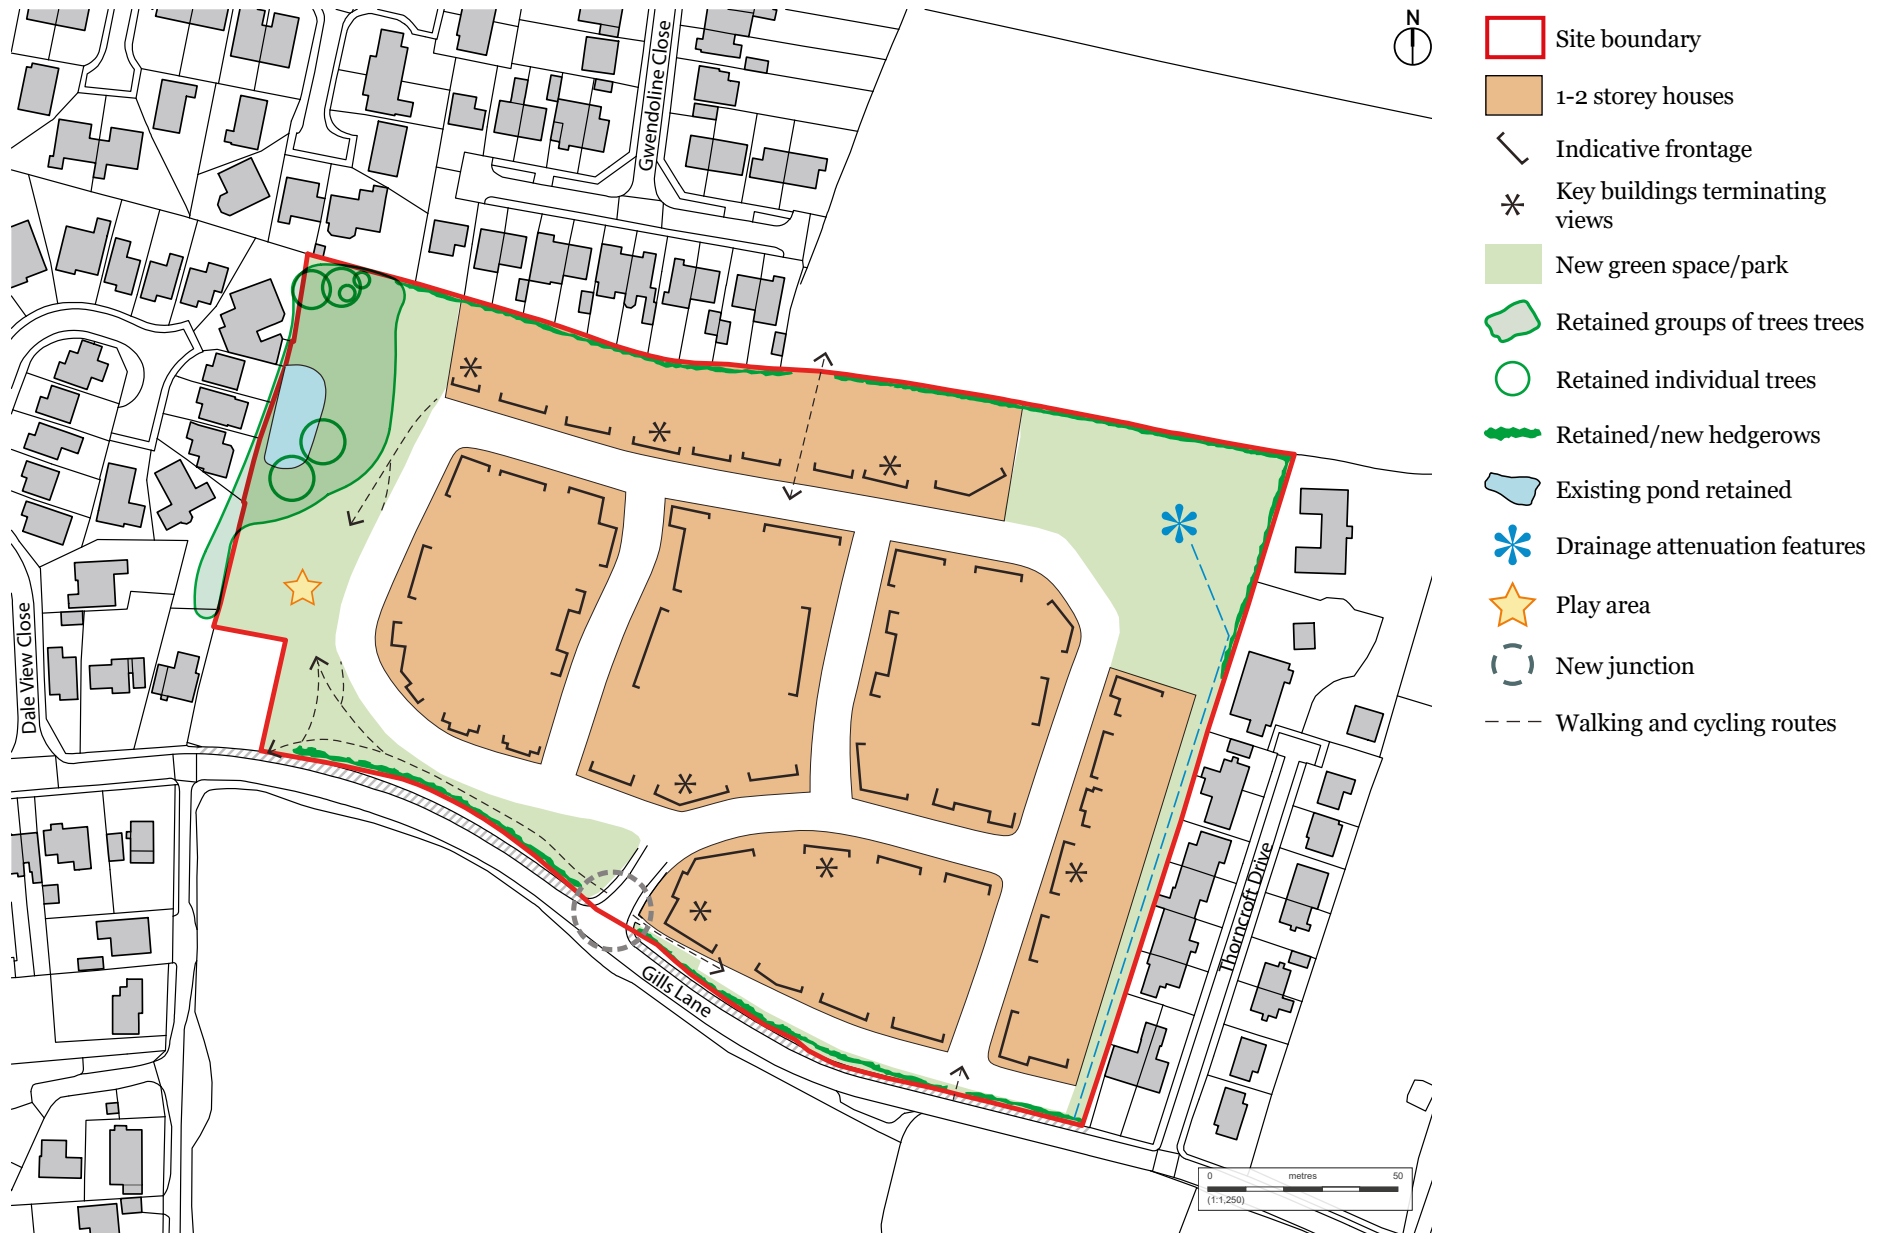 Gwendoline Close
N
Dale View Close
Gills Lane
Thorncroft Drive
0 metres 50
(1:1,250)
Site boundary
1-2 storey houses
Indicative frontage
Key buildings terminating
views
New green space/park
Retained groups of trees trees
Retained individual trees
Retained/new hedgerows
Existing pond retained
Drainage attenuation features
Play area
New junction
Walking and cycling routes